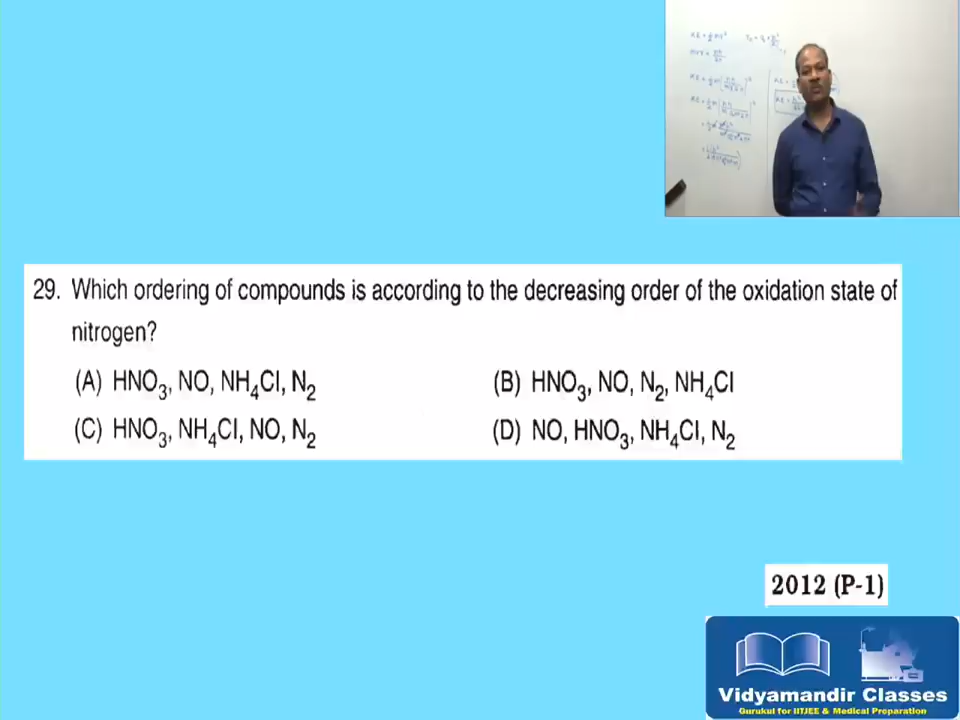 29. Which ordering of compounds is according to the decreasing order of the oxidation state of
nitrogen?
(A) HNO₃, NO, NH₄Cl, N₂
(B) HNO₃, NO, N₂, NH₄Cl
(C) HNO₃, NH₄Cl, NO, N₂
(D) NO, HNO₃, NH₄Cl, N₂
2012 (P-1)
Vidyamandir Classes
Gurukul for IITJEE & Medical Preparation